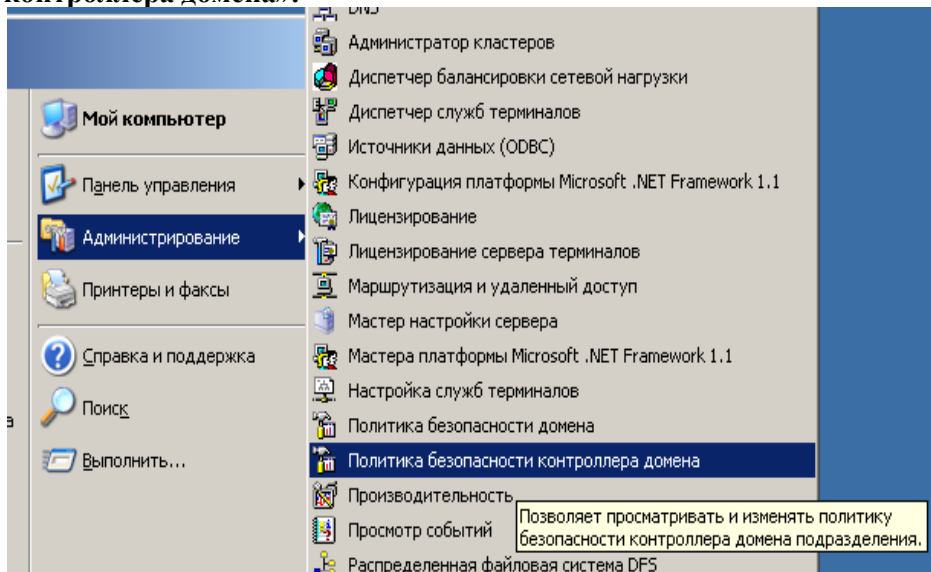 контроллера домена».
DNS
Администратор кластеров
Диспетчер балансировки сетевой нагрузки
Диспетчер служб терминалов
Источники данных (ODBC)
Конфигурация платформы Microsoft .NET Framework 1.1
Лицензирование
Лицензирование сервера терминалов
Маршрутизация и удаленный доступ
Мастер настройки сервера
Мастера платформы Microsoft .NET Framework 1.1
Настройка служб терминалов
Политика безопасности домена
Политика безопасности контроллера домена
Производительность
Просмотр событий
Распределенная файловая система DFS
Позволяет просматривать и изменять политику
безопасности контроллера домена подразделения.
Мой компьютер
Панель управления
Администрирование
Принтеры и факсы
Справка и поддержка
Поиск
Выполнить...
а